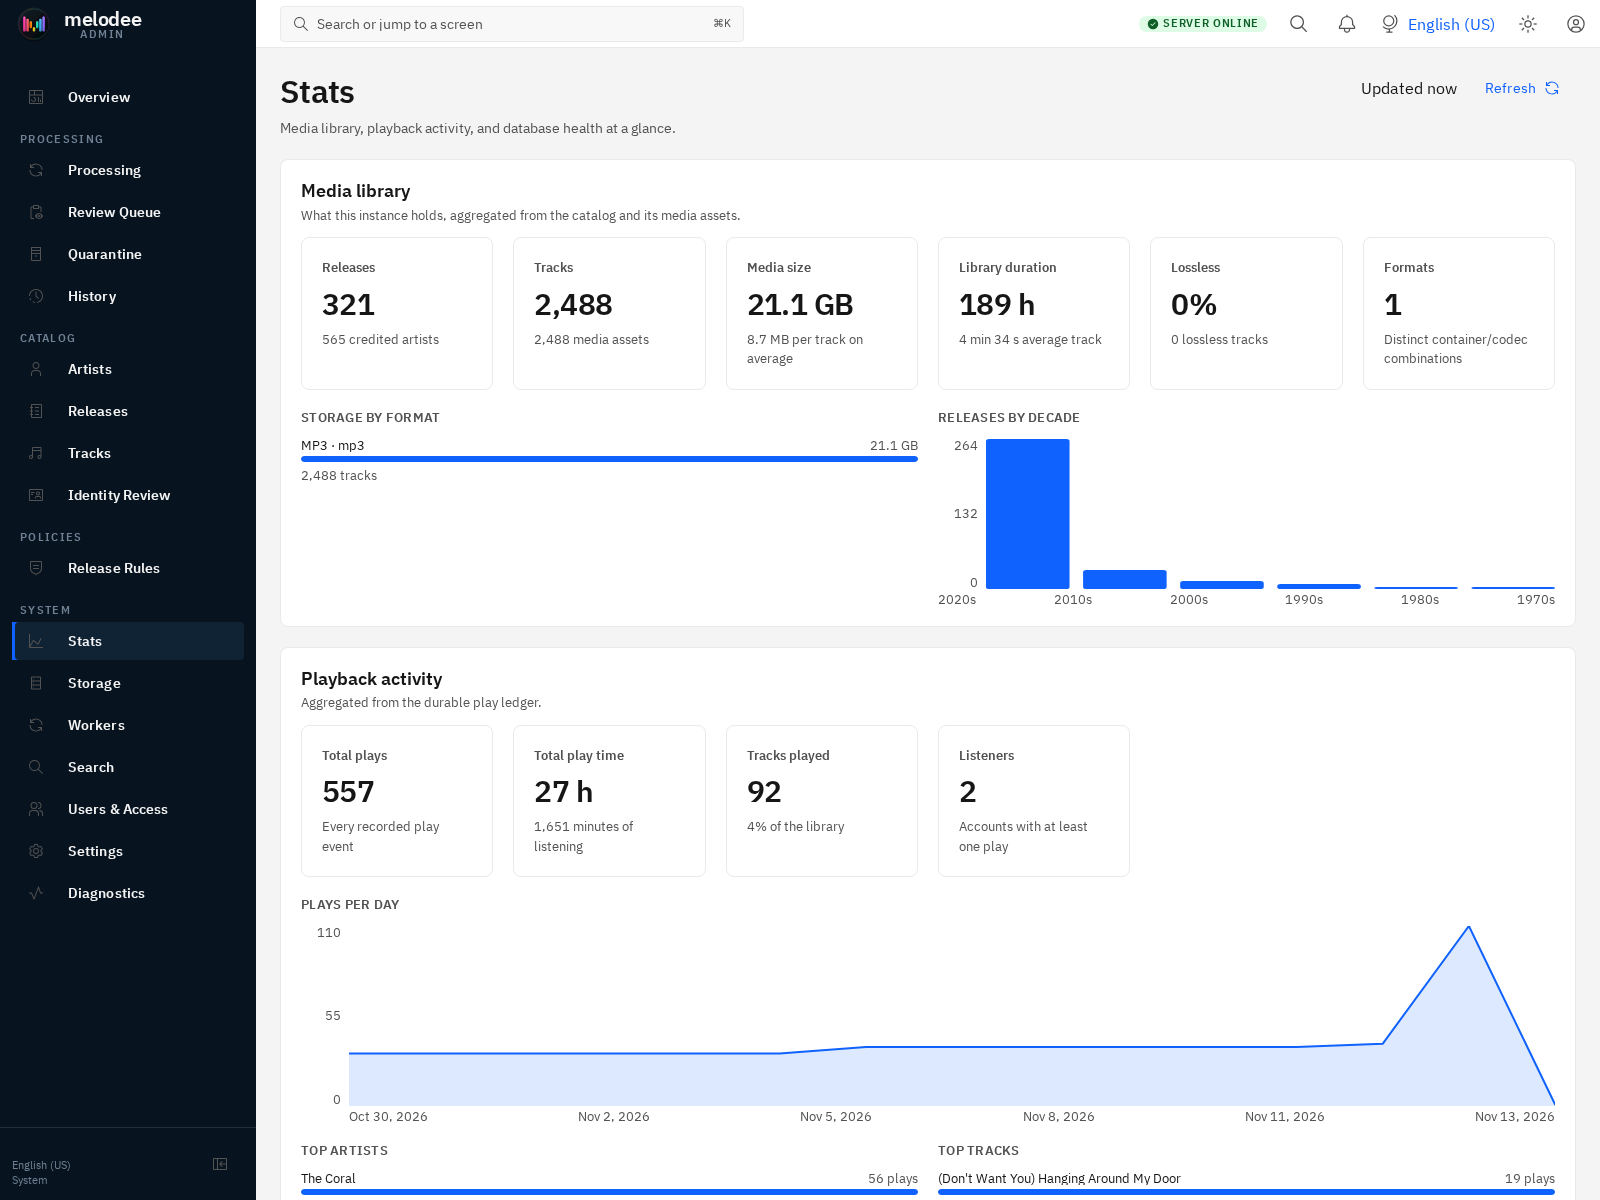 melodee
ADMIN
Overview
PROCESSING
Processing
Review Queue
Quarantine
History
CATALOG
Artists
Releases
Tracks
Identity Review
POLICIES
Release Rules
SYSTEM
Stats
Storage
Workers
Search
Users & Access
Settings
Diagnostics
English (US)
System
Search or jump to a screen
⌘K
SERVER ONLINE
English (US)
Stats
Updated now
Refresh
Media library, playback activity, and database health at a glance.
Media library
What this instance holds, aggregated from the catalog and its media assets.
Releases
321
565 credited artists
Tracks
2,488
2,488 media assets
Media size
21.1 GB
8.7 MB per track on
average
Library duration
189 h
4 min 34 s average track
Lossless
0%
0 lossless tracks
Formats
1
Distinct container/codec
combinations
STORAGE BY FORMAT
MP3 · mp3
21.1 GB
2,488 tracks
RELEASES BY DECADE
264
132
0
2020s
2010s
2000s
1990s
1980s
1970s
Playback activity
Aggregated from the durable play ledger.
Total plays
557
Every recorded play
event
Total play time
27 h
1,651 minutes of
listening
Tracks played
92
4% of the library
Listeners
2
Accounts with at least
one play
PLAYS PER DAY
110
55
0
Oct 30, 2026
Nov 2, 2026
Nov 5, 2026
Nov 8, 2026
Nov 11, 2026
Nov 13, 2026
TOP ARTISTS
The Coral
56 plays
TOP TRACKS
(Don't Want You) Hanging Around My Door
19 plays